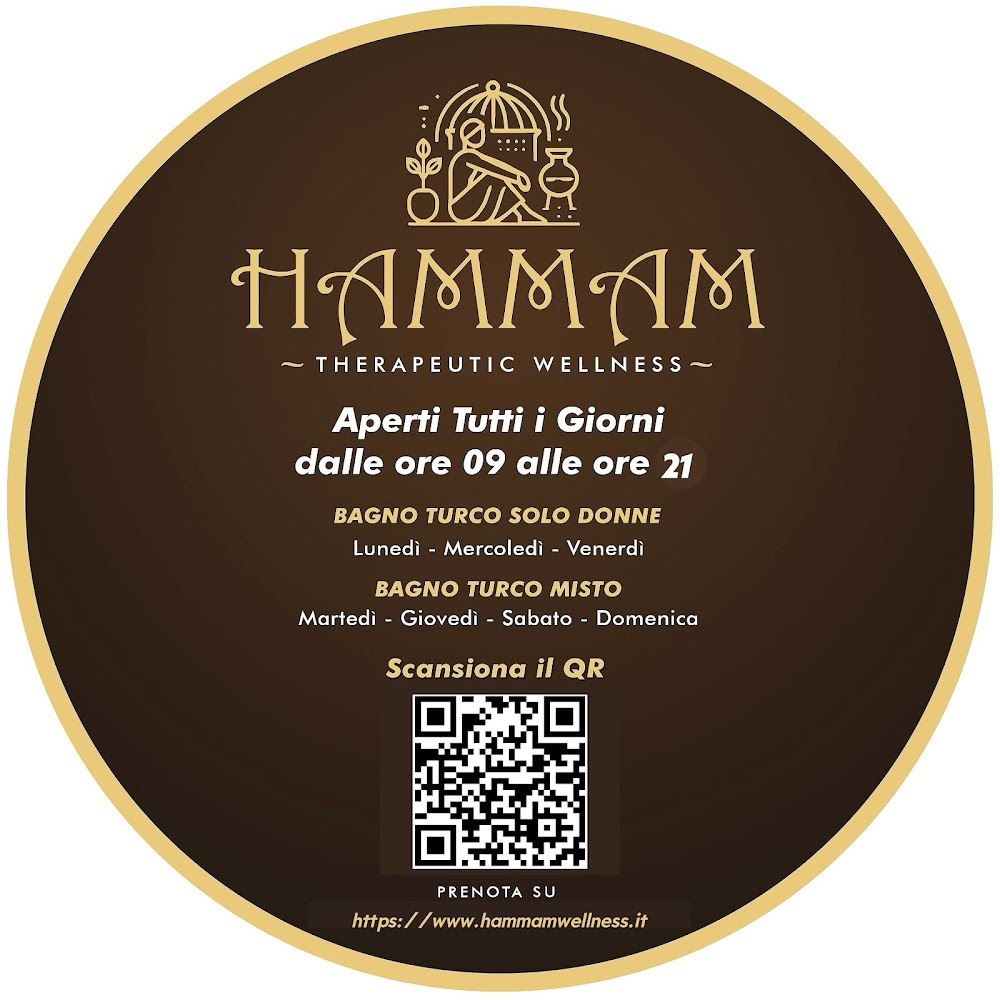 HAMMAM
~ THERAPEUTIC WELLNESS ~
Aperti Tutti i Giorni
dalle ore 09 alle ore 21
BAGNO TURCO SOLO DONNE
Lunedì - Mercoledì - Venerdì
BAGNO TURCO MISTO
Martedì - Giovedì - Sabato - Domenica
Scansiona il QR
PRENOTA SU
https://www.hammamwellness.it